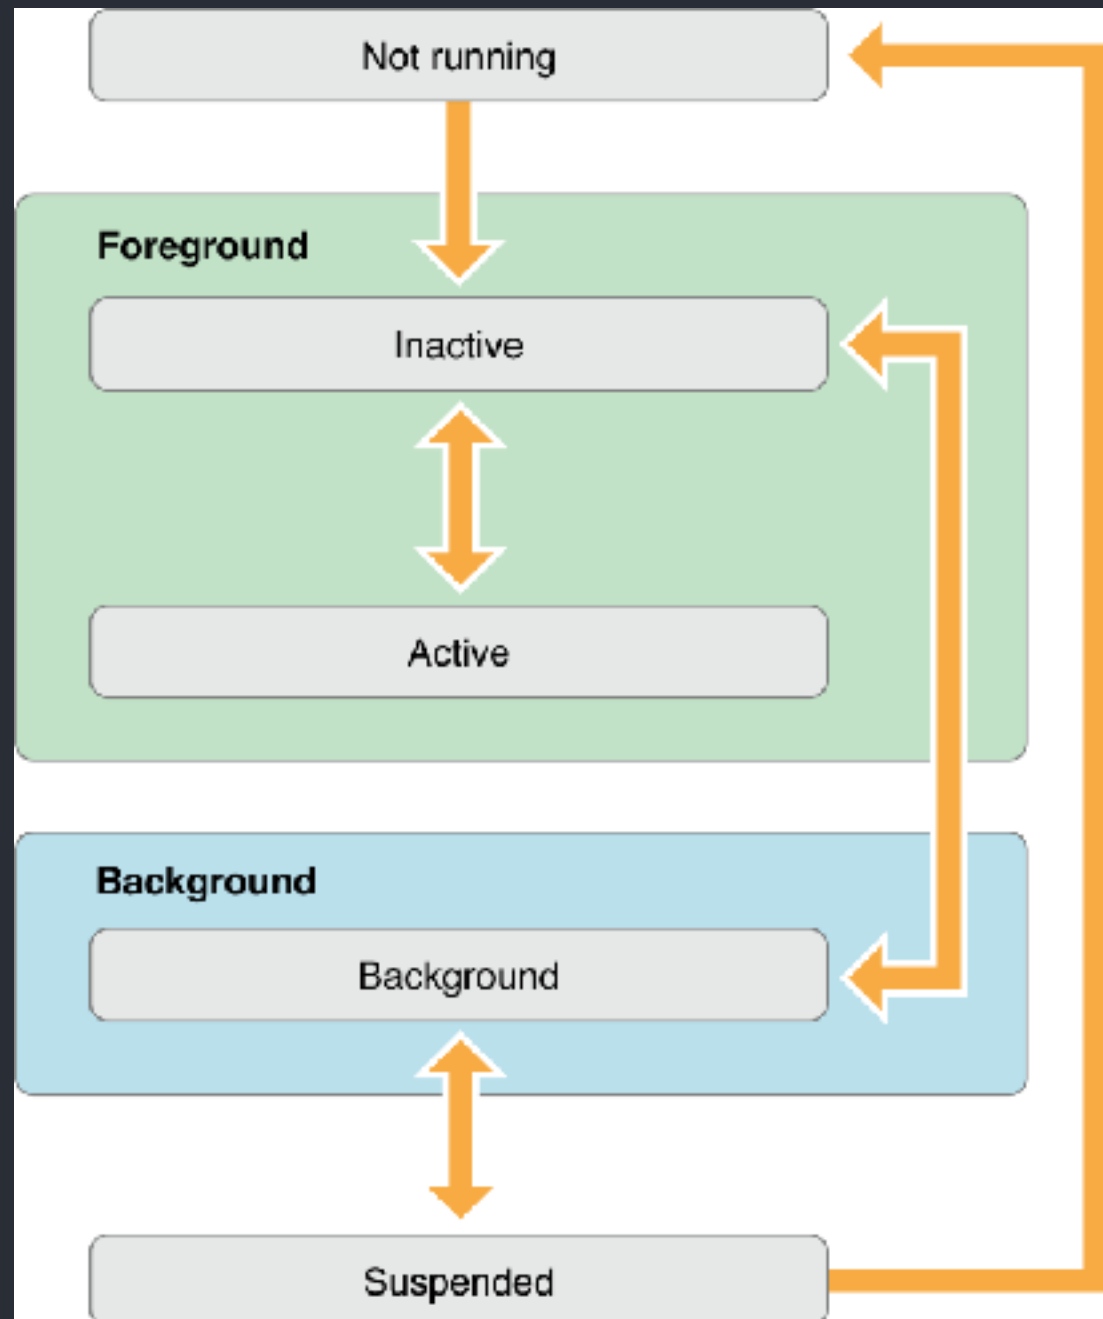 Not running
Foreground
Inactive
Active
Background
Background
Suspended